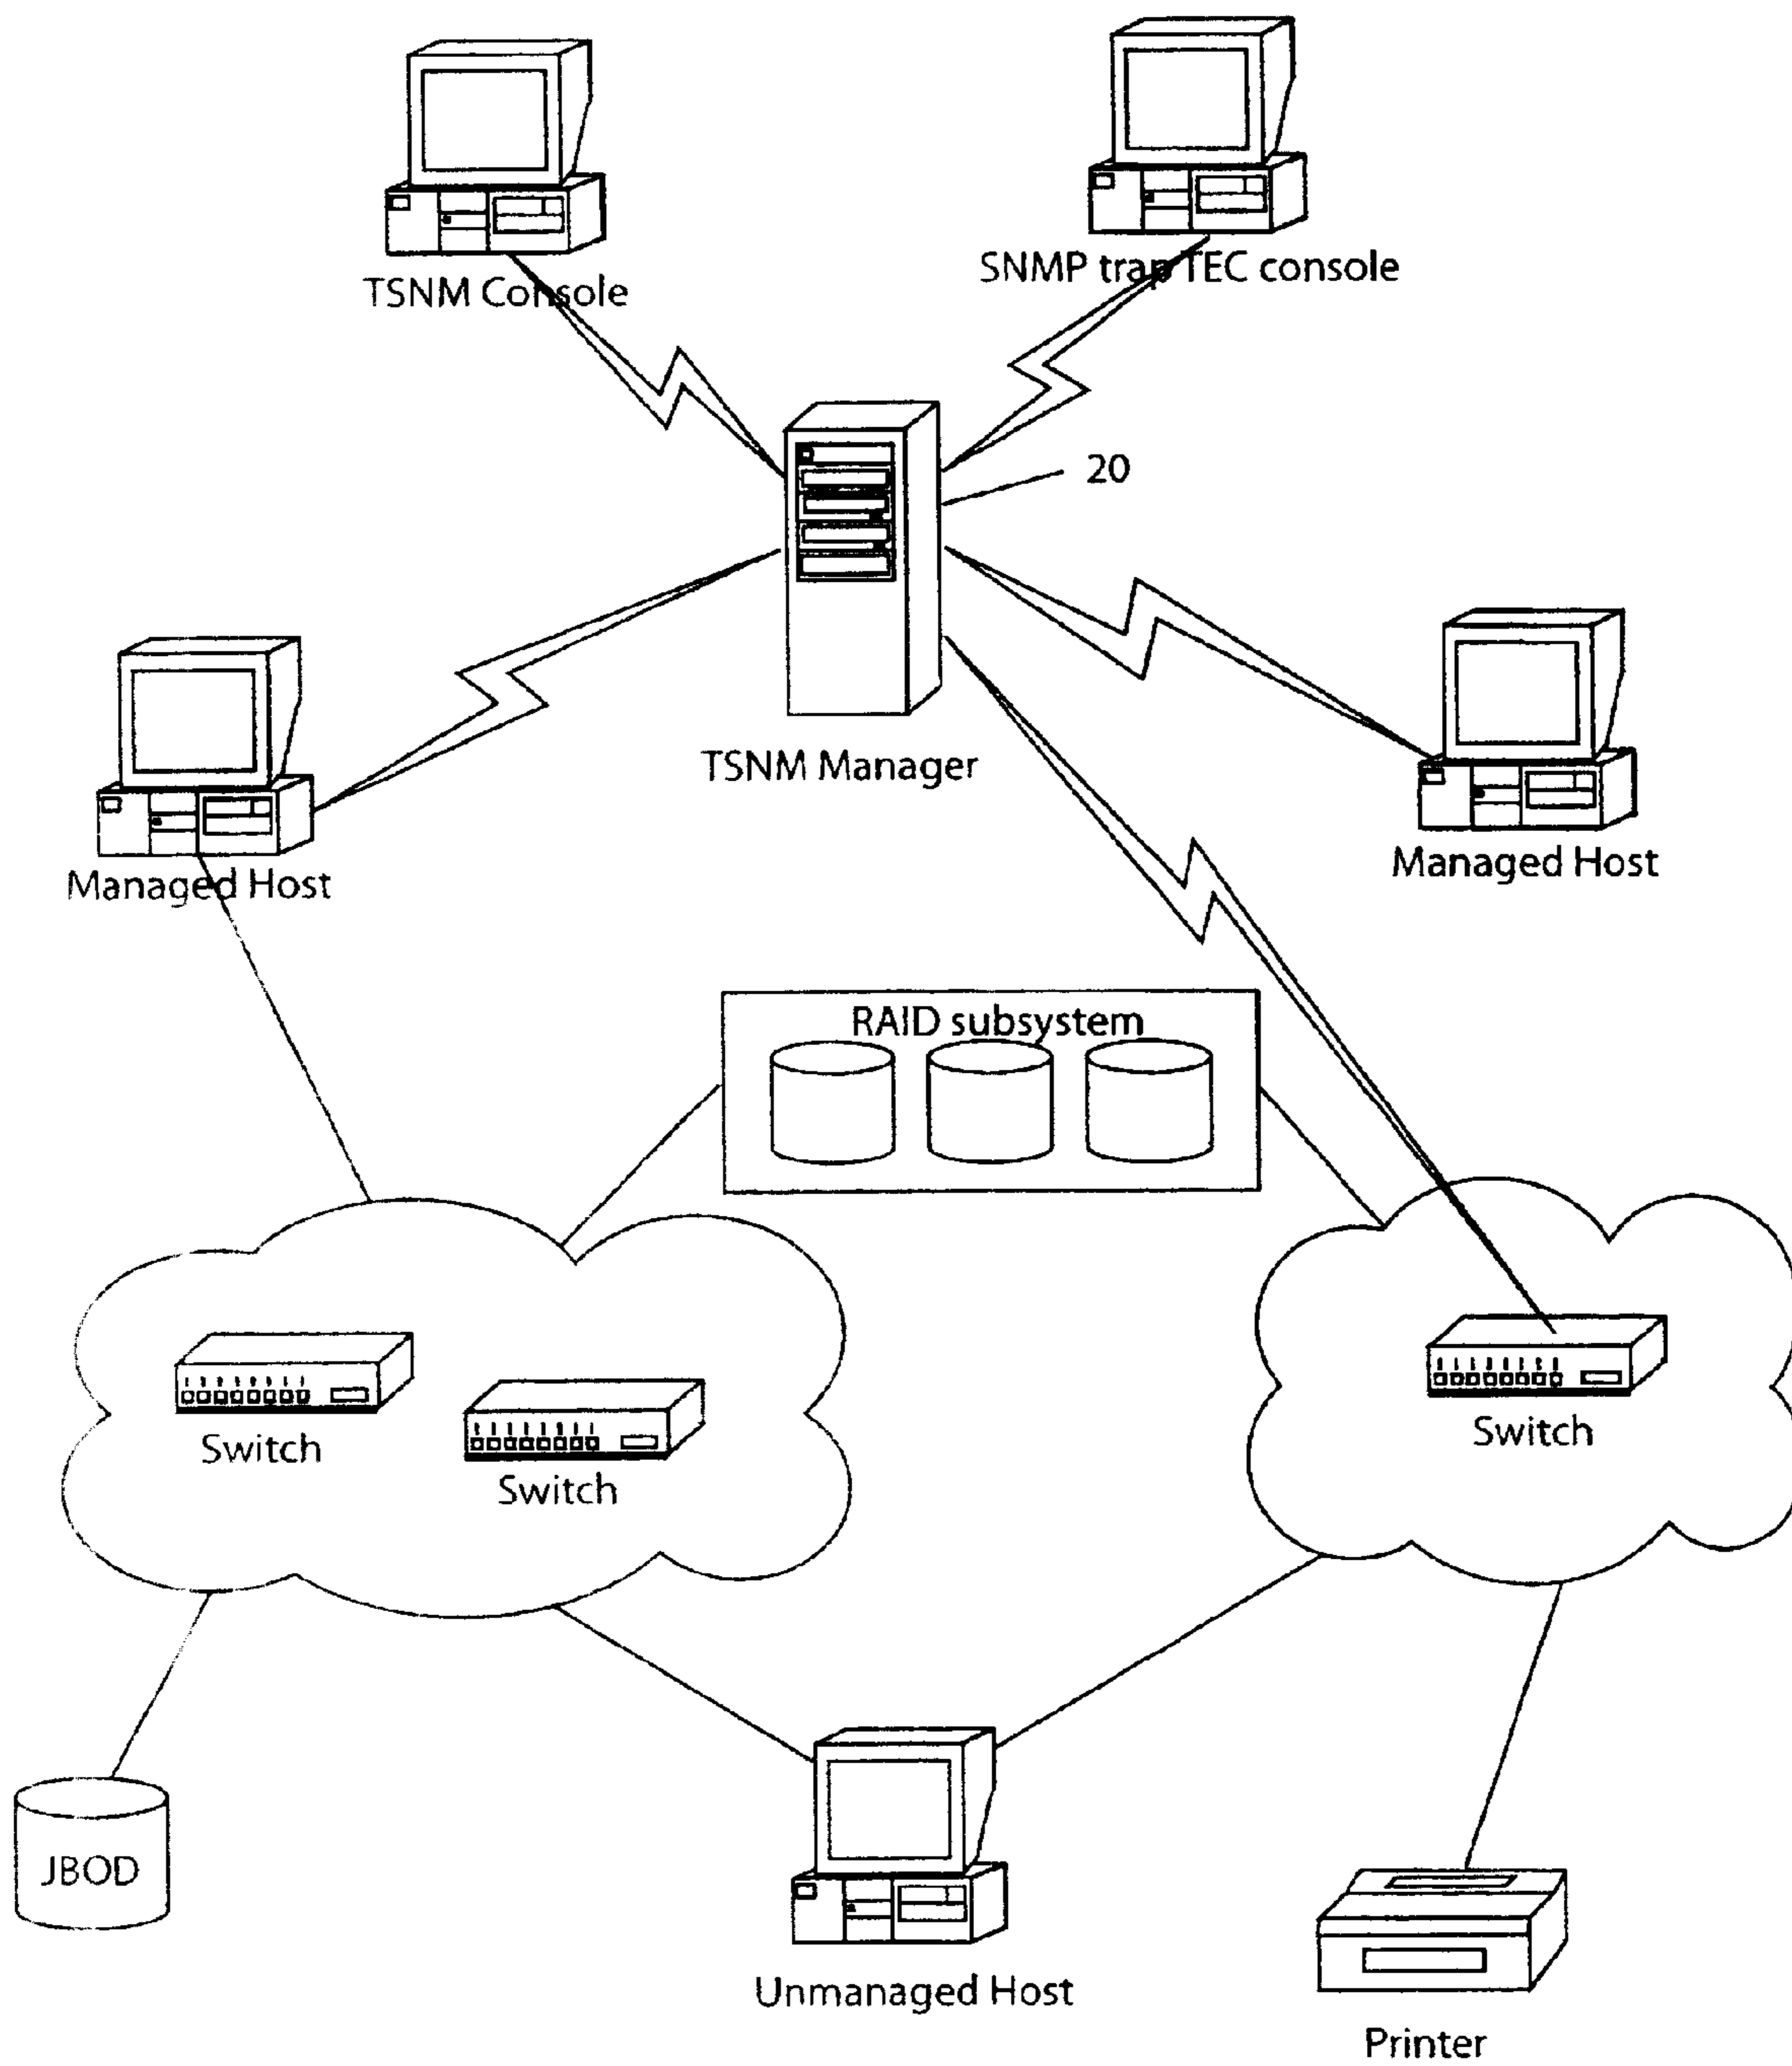 SNMP trap TEC console
TSNM Console
20
TSNM Manager
Managed Host
Managed Host
RAID subsystem
Switch
Switch
Switch
JBOD
Unmanaged Host
Printer